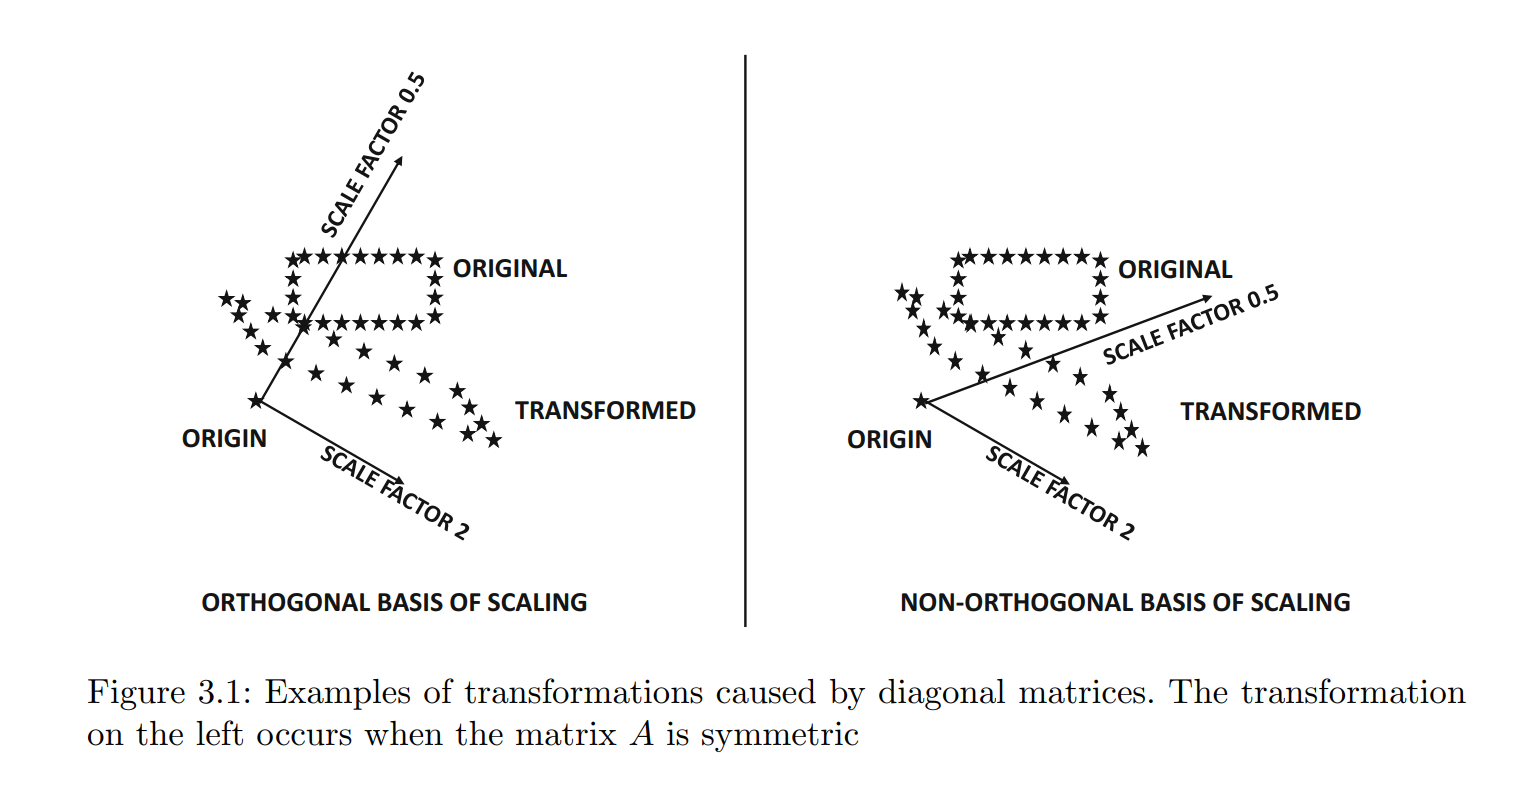 SCALE FACTOR 0.5
ORIGINAL
TRANSFORMED
ORIGIN
SCALE FACTOR 2
ORTHOGONAL BASIS OF SCALING
ORIGINAL
SCALE FACTOR 0.5
TRANSFORMED
ORIGIN
SCALE FACTOR 2
NON-ORTHOGONAL BASIS OF SCALING
Figure 3.1: Examples of transformations caused by diagonal matrices. The transformation
on the left occurs when the matrix A is symmetric